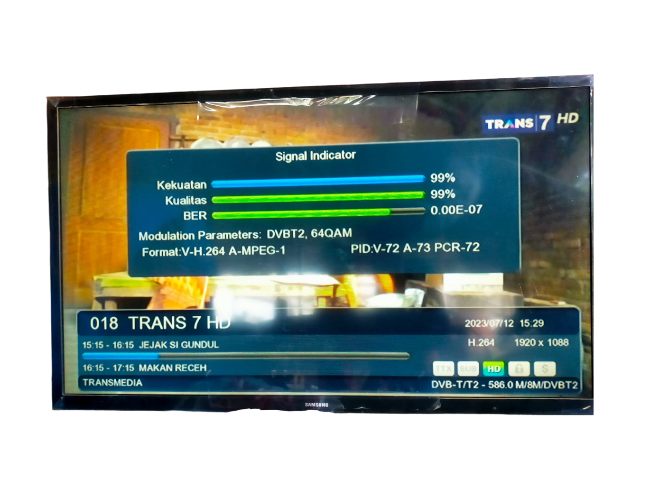 TRANS|7 HD
Signal Indicator
Kekuatan 99%
Kualitas 99%
BER 0.00E-07
Modulation Parameters: DVBT2, 64QAM
Format:V-H.264 A-MPEG-1 PID:V-72 A-73 PCR-72
018 TRANS 7 HD 2023/07/12 15:29
15:15 - 16:15 JEJAK SI GUNDUL H.264 1920 x 1088
16:15 - 17:15 MAKAN RECEH TTX SUB HD S
TRANSMEDIA DVB-T/T2 - 586.0 M/8M/DVBT2
SAMSUNG